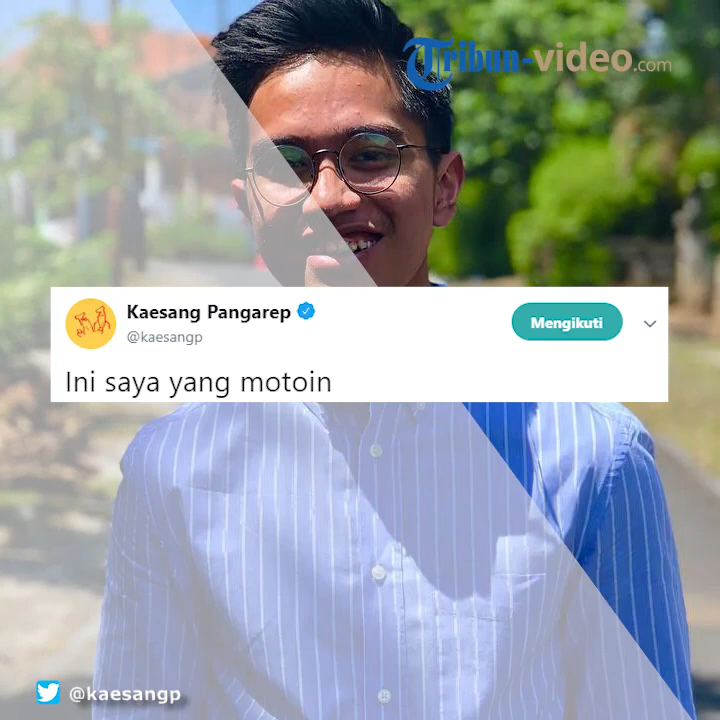 Tribun-video.com
Kaesang Pangarep
@kaesangp
Mengikuti
Ini saya yang motoin
@kaesangp